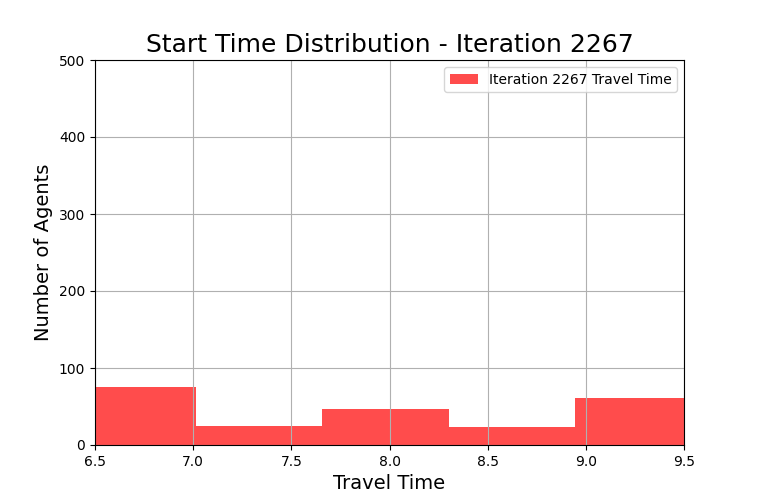 Start Time Distribution - Iteration 2267
500
400
300
200
100
0
Number of Agents
Iteration 2267 Travel Time
6.5 7.0 7.5 8.0 8.5 9.0 9.5
Travel Time